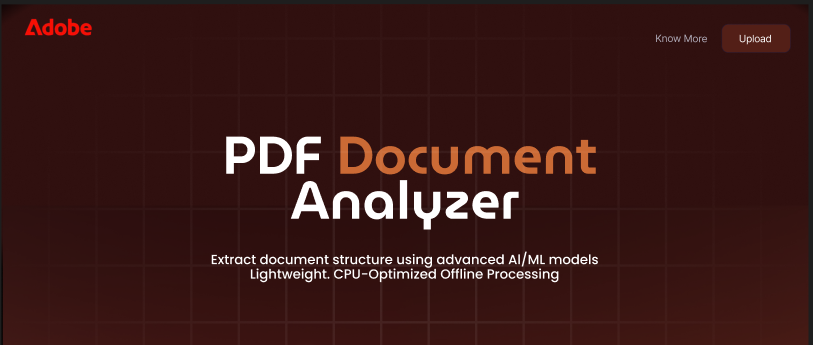 Adobe
Know More
Upload
PDF Document
Analyzer
Extract document structure using advanced AI/ML models
Lightweight. CPU-Optimized Offline Processing